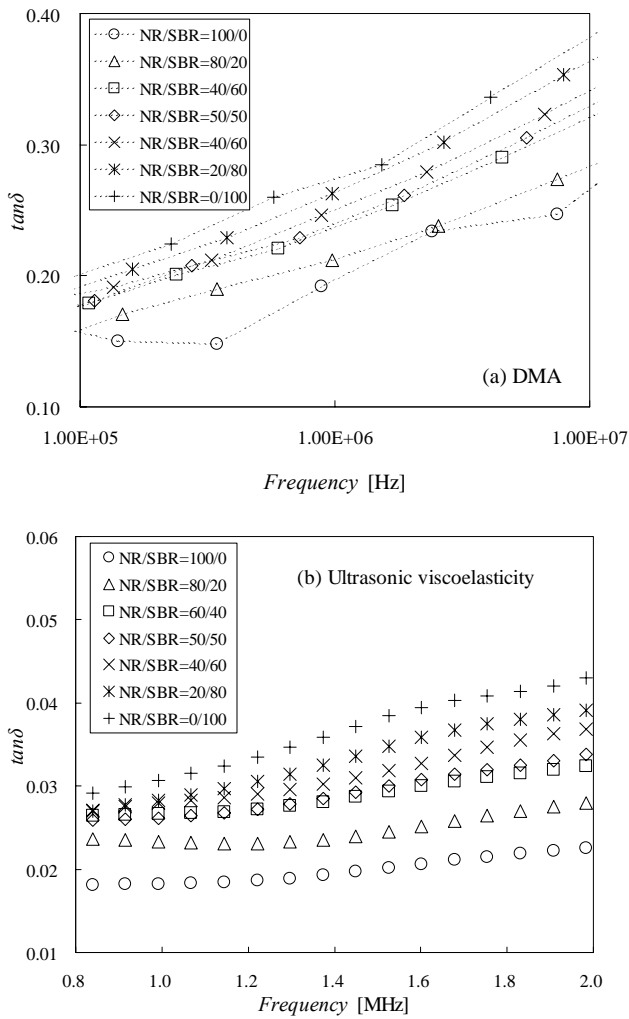 0.40
NR/SBR=100/0
NR/SBR=80/20
NR/SBR=40/60
NR/SBR=50/50
NR/SBR=40/60
NR/SBR=20/80
NR/SBR=0/100
0.30
tanδ
0.20
(a) DMA
0.10
1.00E+05 1.00E+06 1.00E+07
Frequency [Hz]
0.06
NR/SBR=100/0
NR/SBR=80/20
NR/SBR=60/40
NR/SBR=50/50
NR/SBR=40/60
NR/SBR=20/80
NR/SBR=0/100
(b) Ultrasonic viscoelasticity
0.05
0.04
tanδ
0.03
0.02
0.01
0.8 1.0 1.2 1.4 1.6 1.8 2.0
Frequency [MHz]